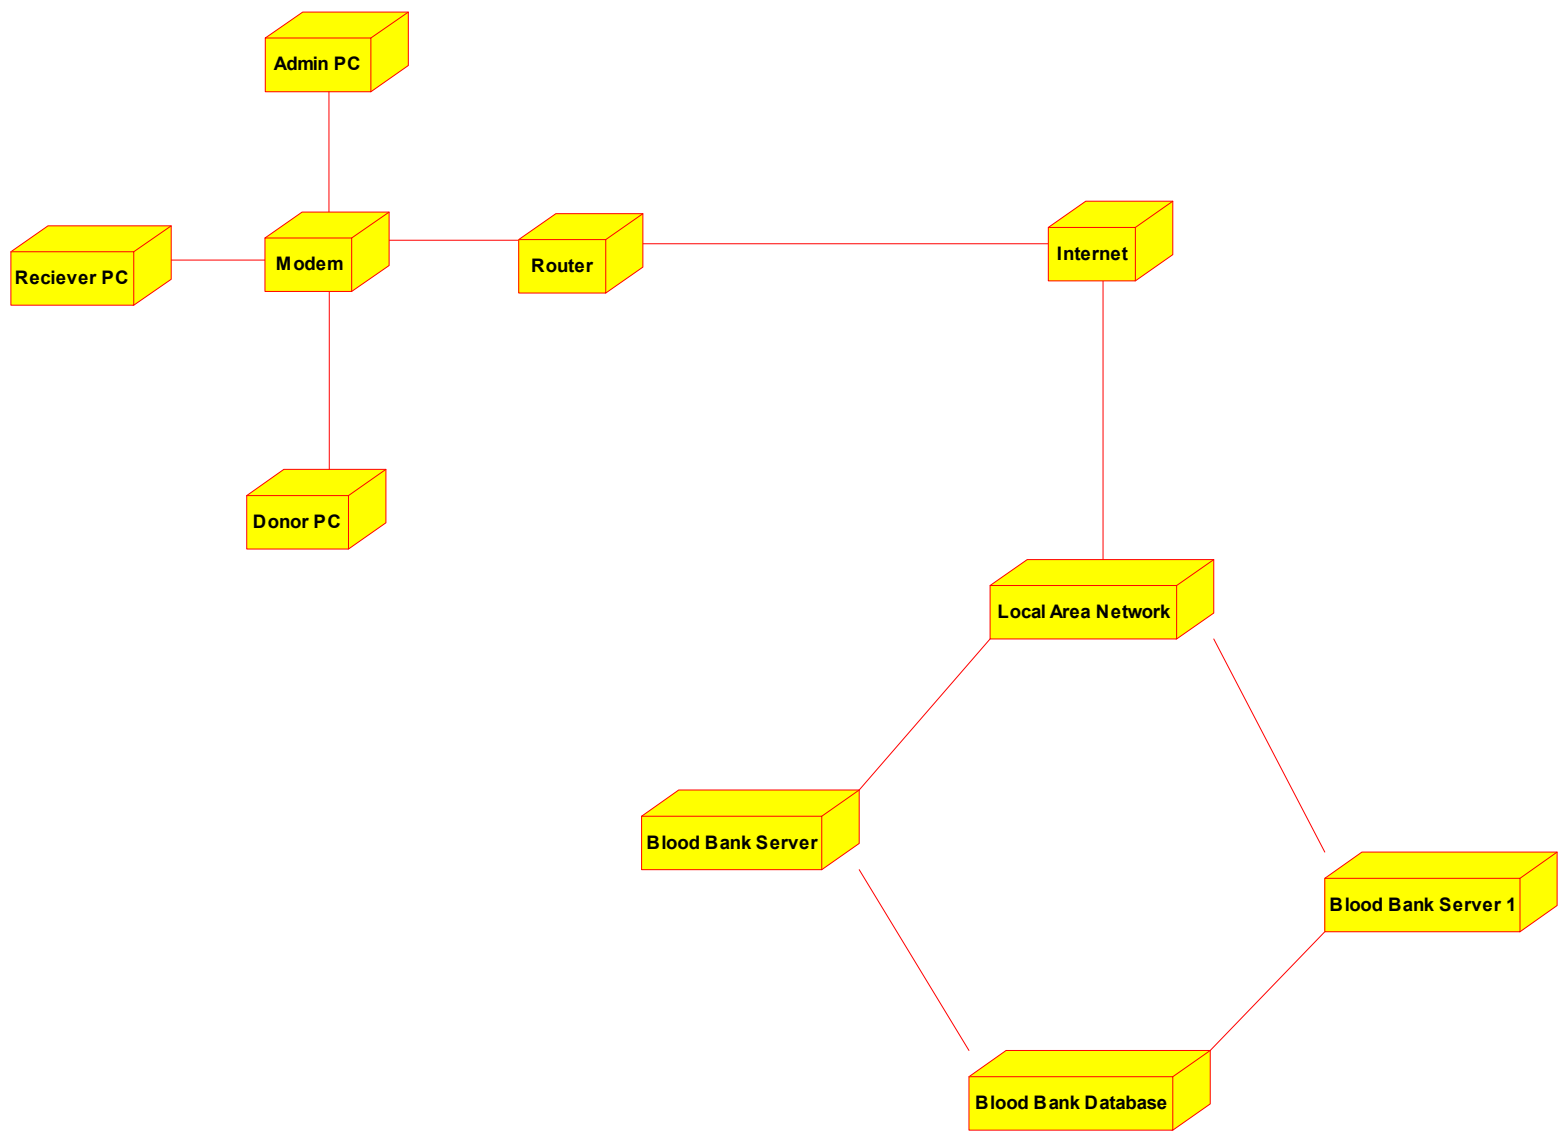 Admin PC
Reciever PC
Modem
Router
Internet
Donor PC
Local Area Network
Blood Bank Server
Blood Bank Server 1
Blood Bank Database